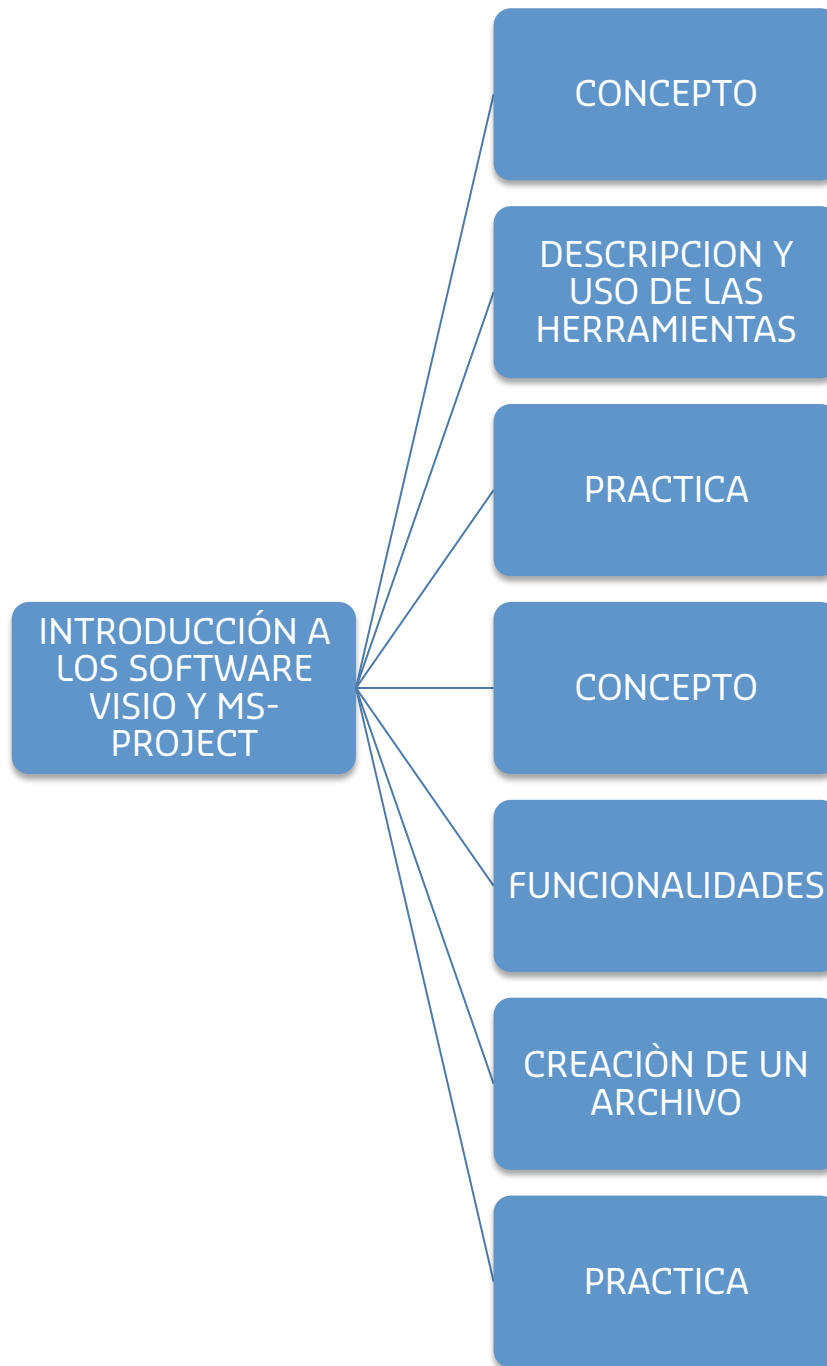 CONCEPTO
DESCRIPCION Y
USO DE LAS
HERRAMIENTAS
PRACTICA
INTRODUCCIÓN A
LOS SOFTWARE
VISIO Y MS-
PROJECT
CONCEPTO
FUNCIONALIDADES
CREACIÒN DE UN
ARCHIVO
PRACTICA